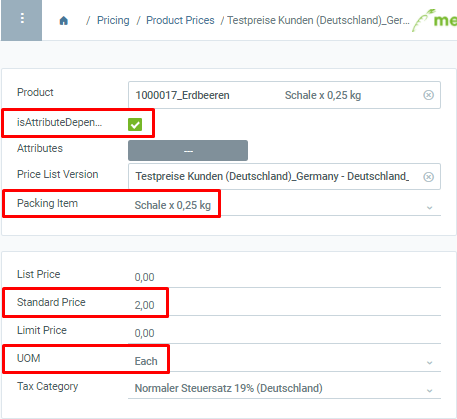 / Pricing / Product Prices / Testpreise Kunden (Deutschland)_Germany...
me
Product 1000017_Erdbeeren Schale x 0,25 kg
isAttributeDepen...
Attributes ---
Price List Version Testpreise Kunden (Deutschland)_Germany - Deutschland_
Packing Item Schale x 0,25 kg
List Price 0,00
Standard Price 2,00
Limit Price 0,00
UOM Each
Tax Category Normaler Steuersatz 19% (Deutschland)